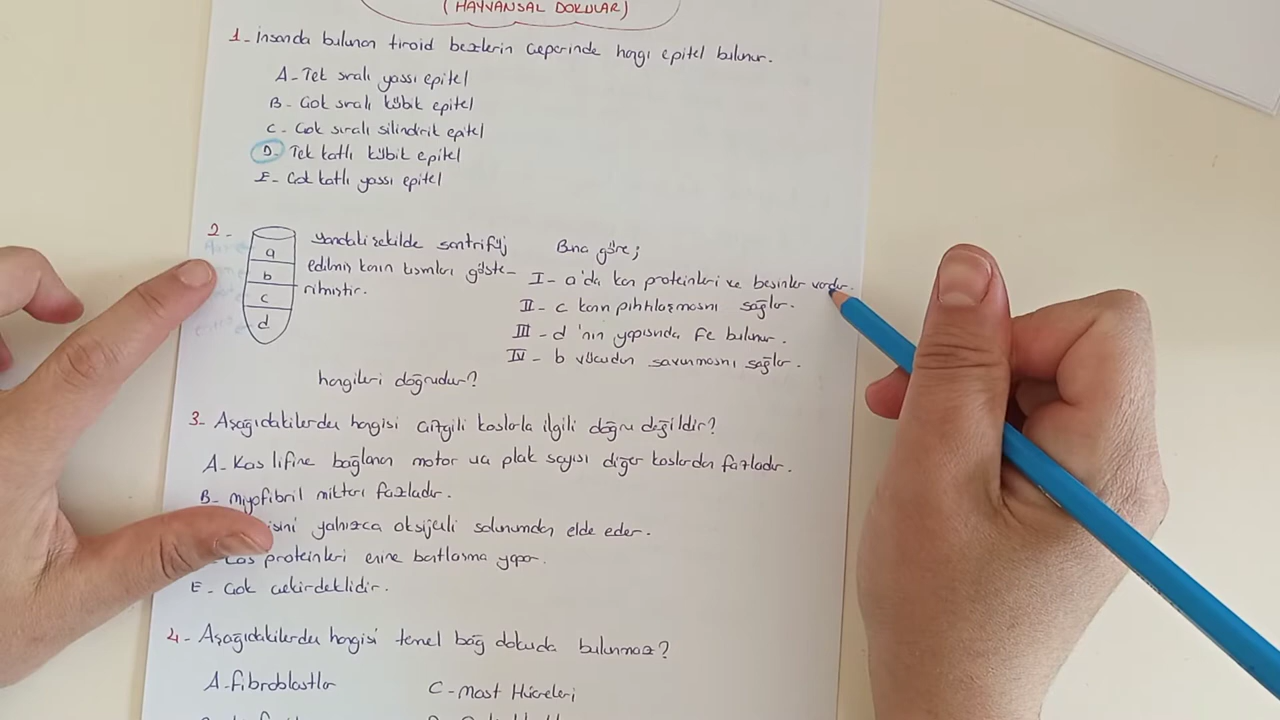 (HAYVANSAL DOKULAR)
1- İnsanda bulunan tiroid bezlerin çeperinde hangi epitel bulunur.
A- Tek sıralı yassı epitel
B- Çok sıralı kübik epitel
C- Çok sıralı silindirik epitel
D- Tek katlı kübik epitel
E- Çok katlı yassı epitel
2-
a
b
c
d
yandaki şekilde santrifüj
edilmiş kanın kısımları göste-
rilmiştir.
Buna göre;
I- a'da kan proteinleri ve besinler vardır.
II- c kanın pıhtılaşmasını sağlar.
III- d'nin yapısında Fe bulunur.
IV- b vücudun savunmasını sağlar.
hangileri doğrudur?
3- Aşağıdakilerden hangisi çizgili kaslarla ilgili doğru değildir?
A- Kas lifine bağlanan motor uç plak sayısı diğer kaslardan fazladır.
B- miyofibril miktarı fazladır.
isini yalnızca oksijenli solunumdan elde eder.
proteinleri enine bantlaşma yapar.
E- Çok çekirdeklidir.
4- Aşağıdakilerden hangisi temel bağ dokuda bulunmaz?
A- fibroblastlar
C- Mast Hücreleri